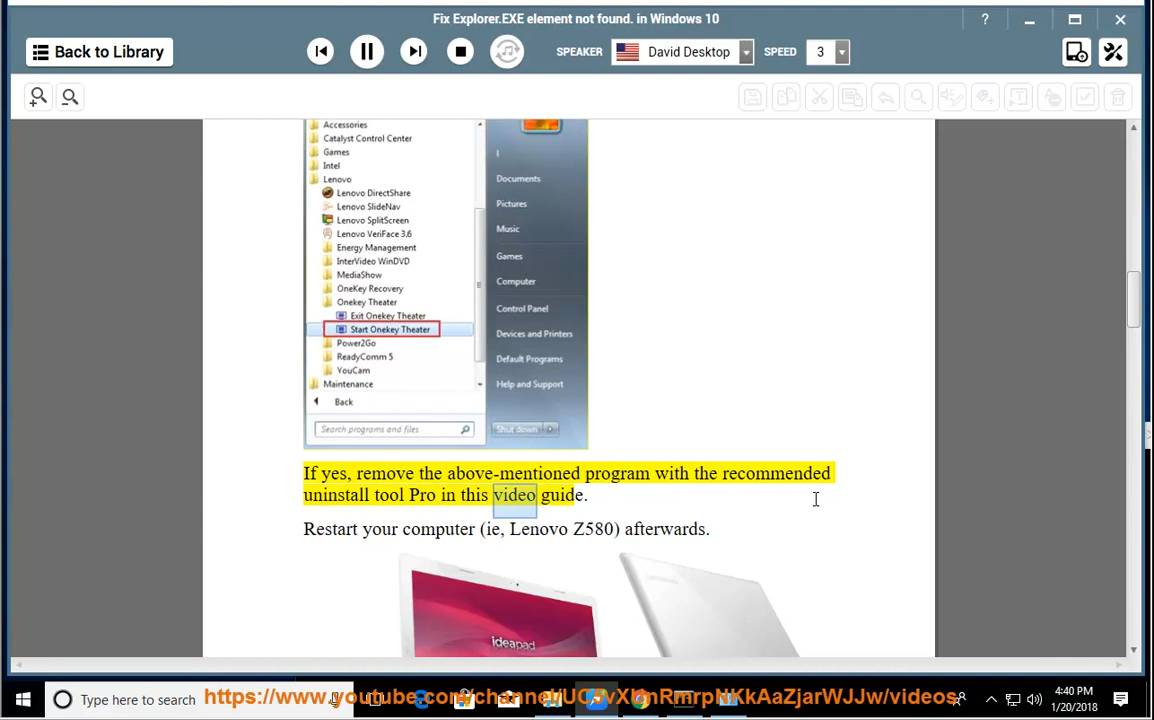 Fix Explorer.EXE element not found. in Windows 10
?
Back to Library
SPEAKER
David Desktop
SPEED
3
Accessories
Catalyst Control Center
Games
Intel
Lenovo
Lenovo DirectShare
Lenovo SlideNav
Lenovo SplitScreen
Lenovo VeriFace 3.6
Energy Management
InterVideo WinDVD
MediaShow
OneKey Recovery
Onekey Theater
Exit Onekey Theater
Start Onekey Theater
Power2Go
ReadyComm 5
YouCam
Maintenance
Back
Search programs and files
I
Documents
Pictures
Music
Games
Computer
Control Panel
Devices and Printers
Default Programs
Help and Support
Shut down
If yes, remove the above-mentioned program with the recommended
uninstall tool Pro in this video guide.
Restart your computer (ie, Lenovo Z580) afterwards.
ideapad
Type here to search
4:40 PM
1/20/2018